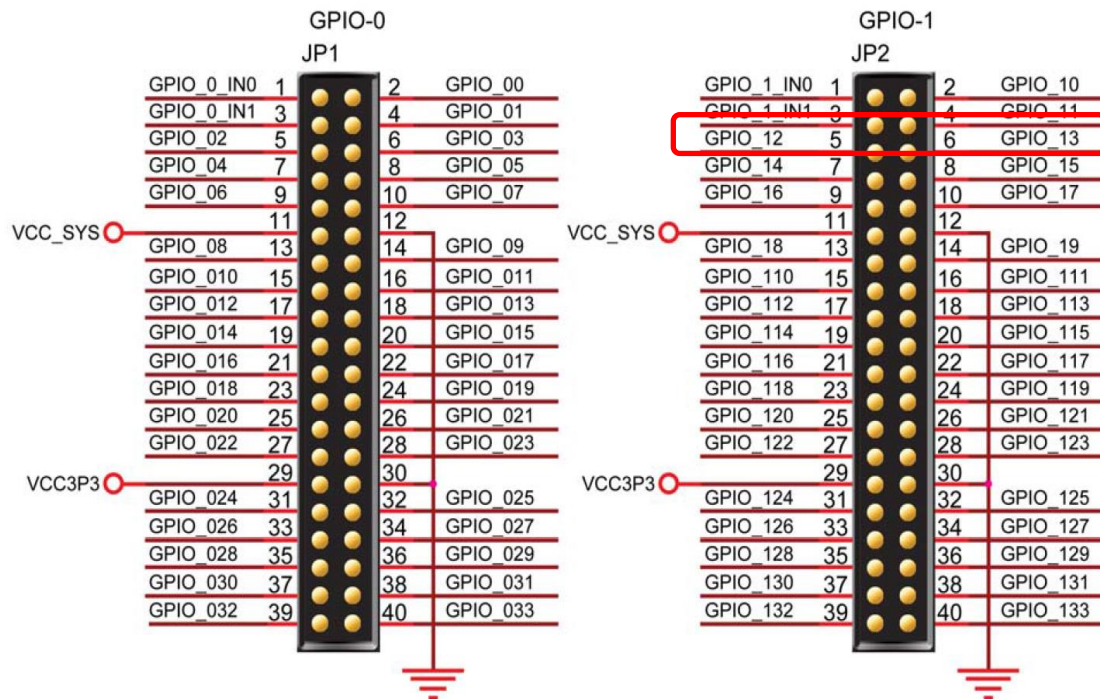 GPIO-0 GPIO-1
JP1 JP2
GPIO_0_IN0 1 2 GPIO_00 GPIO_1_IN0 1 2 GPIO_10
GPIO_0_IN1 3 4 GPIO_01 GPIO_1_IN1 3 4 GPIO_11
GPIO_02 5 6 GPIO_03 GPIO_12 5 6 GPIO_13
GPIO_04 7 8 GPIO_05 GPIO_14 7 8 GPIO_15
GPIO_06 9 10 GPIO_07 GPIO_16 9 10 GPIO_17
VCC_SYS 11 12 VCC_SYS 11 12
GPIO_08 13 14 GPIO_09 GPIO_18 13 14 GPIO_19
GPIO_010 15 16 GPIO_011 GPIO_110 15 16 GPIO_111
GPIO_012 17 18 GPIO_013 GPIO_112 17 18 GPIO_113
GPIO_014 19 20 GPIO_015 GPIO_114 19 20 GPIO_115
GPIO_016 21 22 GPIO_017 GPIO_116 21 22 GPIO_117
GPIO_018 23 24 GPIO_019 GPIO_118 23 24 GPIO_119
GPIO_020 25 26 GPIO_021 GPIO_120 25 26 GPIO_121
GPIO_022 27 28 GPIO_023 GPIO_122 27 28 GPIO_123
VCC3P3 29 30 VCC3P3 29 30
GPIO_024 31 32 GPIO_025 GPIO_124 31 32 GPIO_125
GPIO_026 33 34 GPIO_027 GPIO_126 33 34 GPIO_127
GPIO_028 35 36 GPIO_029 GPIO_128 35 36 GPIO_129
GPIO_030 37 38 GPIO_031 GPIO_130 37 38 GPIO_131
GPIO_032 39 40 GPIO_033 GPIO_132 39 40 GPIO_133